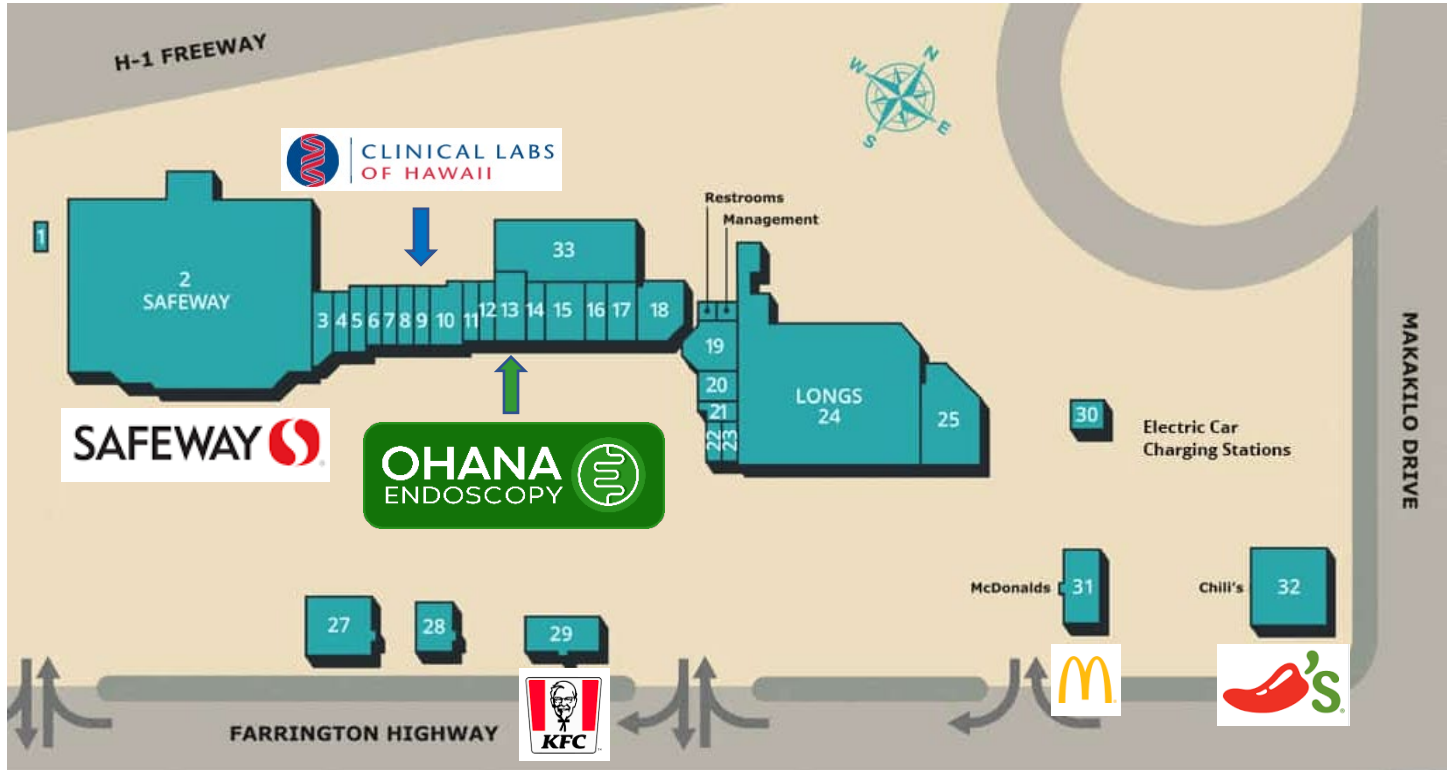 H-1 FREEWAY
N
W
E
S
CLINICAL LABS
OF HAWAII
Restrooms
Management
1
2
SAFEWAY
33
3
4
5
6
7
8
9
10
11
12
13
14
15
16
17
18
19
20
21
22
23
LONGS
24
25
30
Electric Car
Charging Stations
MAKAKILO DRIVE
SAFEWAY
OHANA
ENDOSCOPY
27
28
29
McDonalds
31
Chili's
32
KFC
'S
FARRINGTON HIGHWAY